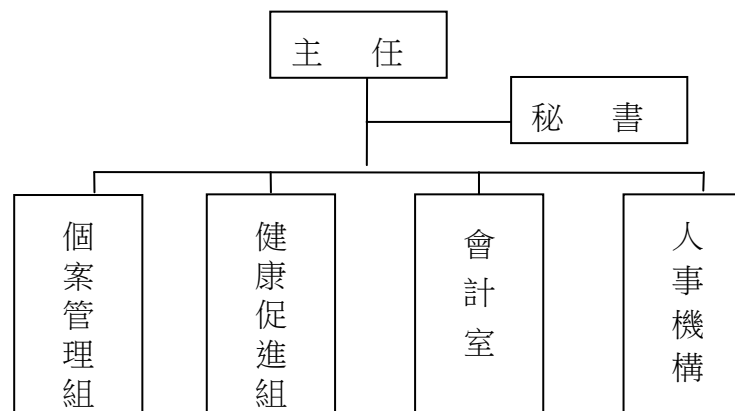 主 任
秘 書
個案管理組
健康促進組
會計室
人事機構